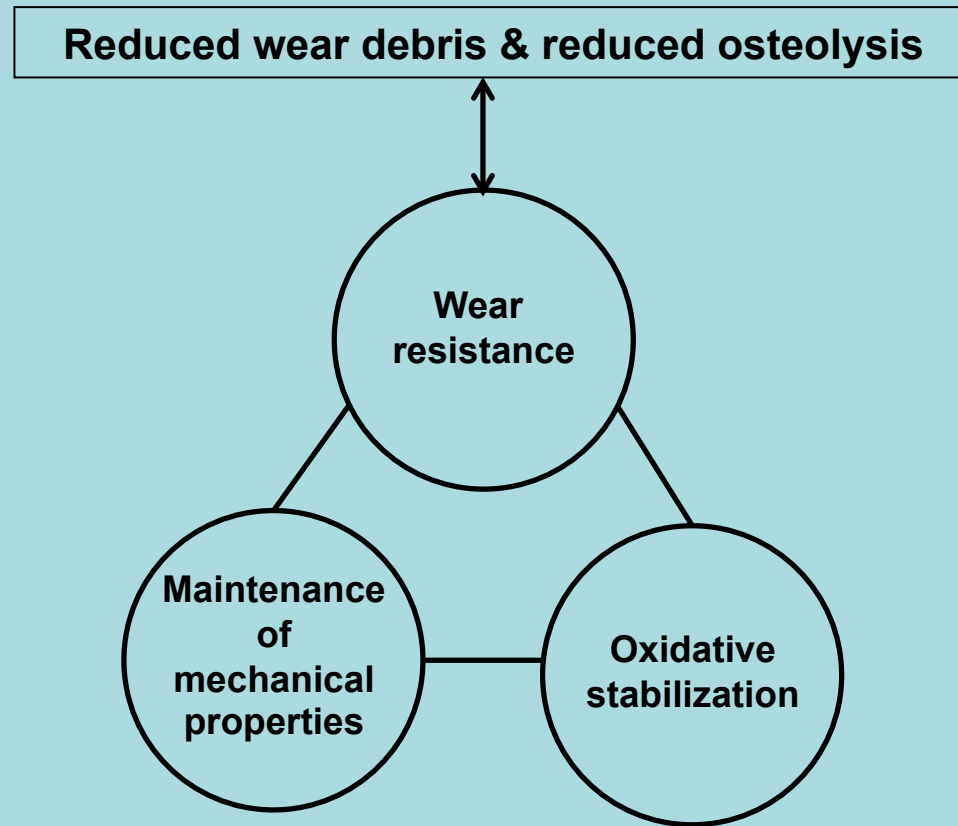 Reduced wear debris & reduced osteolysis
Wear
resistance
Maintenance
of
mechanical
properties
Oxidative
stabilization